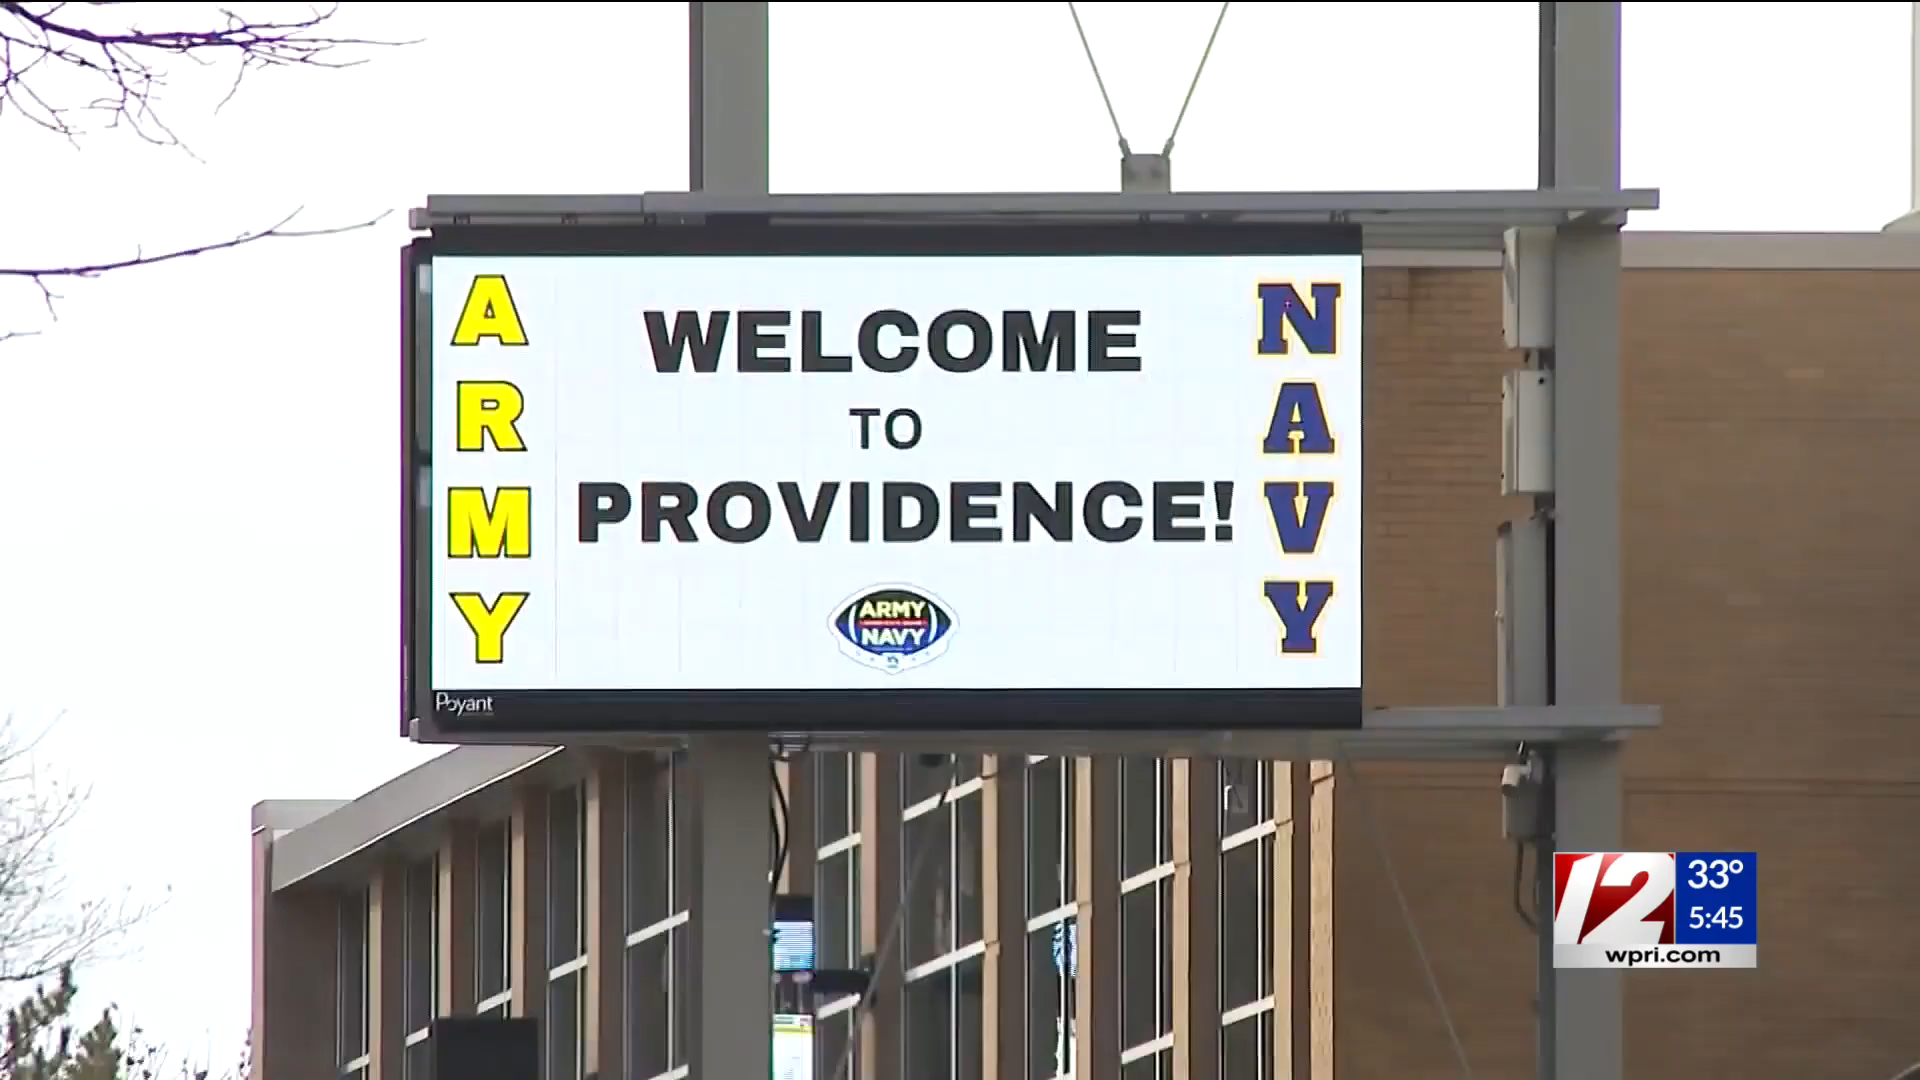 ARMY
WELCOME
TO
PROVIDENCE!
NAVY
ARMY
NAVY
Poyant
12
33°
5:45
wpri.com